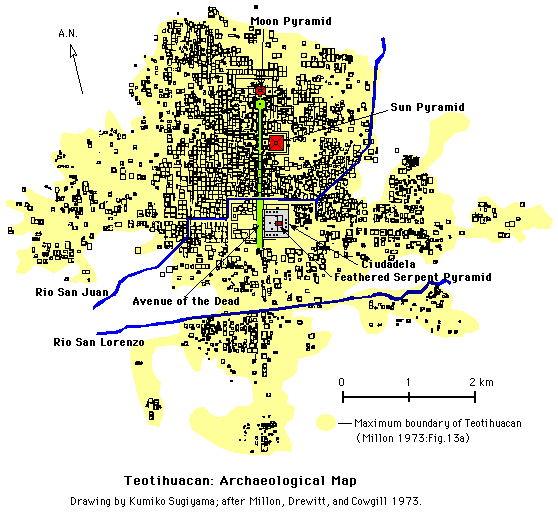 Moon Pyramid
A.N.
Sun Pyramid
Ciudadela
Feathered Serpent Pyramid
Rio San Juan
Avenue of the Dead
Rio San Lorenzo
0 1 2 km
Maximum boundary of Teotihuacan
(Millon 1973:Fig.13a)
Teotihuacan: Archaeological Map
Drawing by Kumiko Sugiyama; after Millon, Drewitt, and Cowgill 1973.